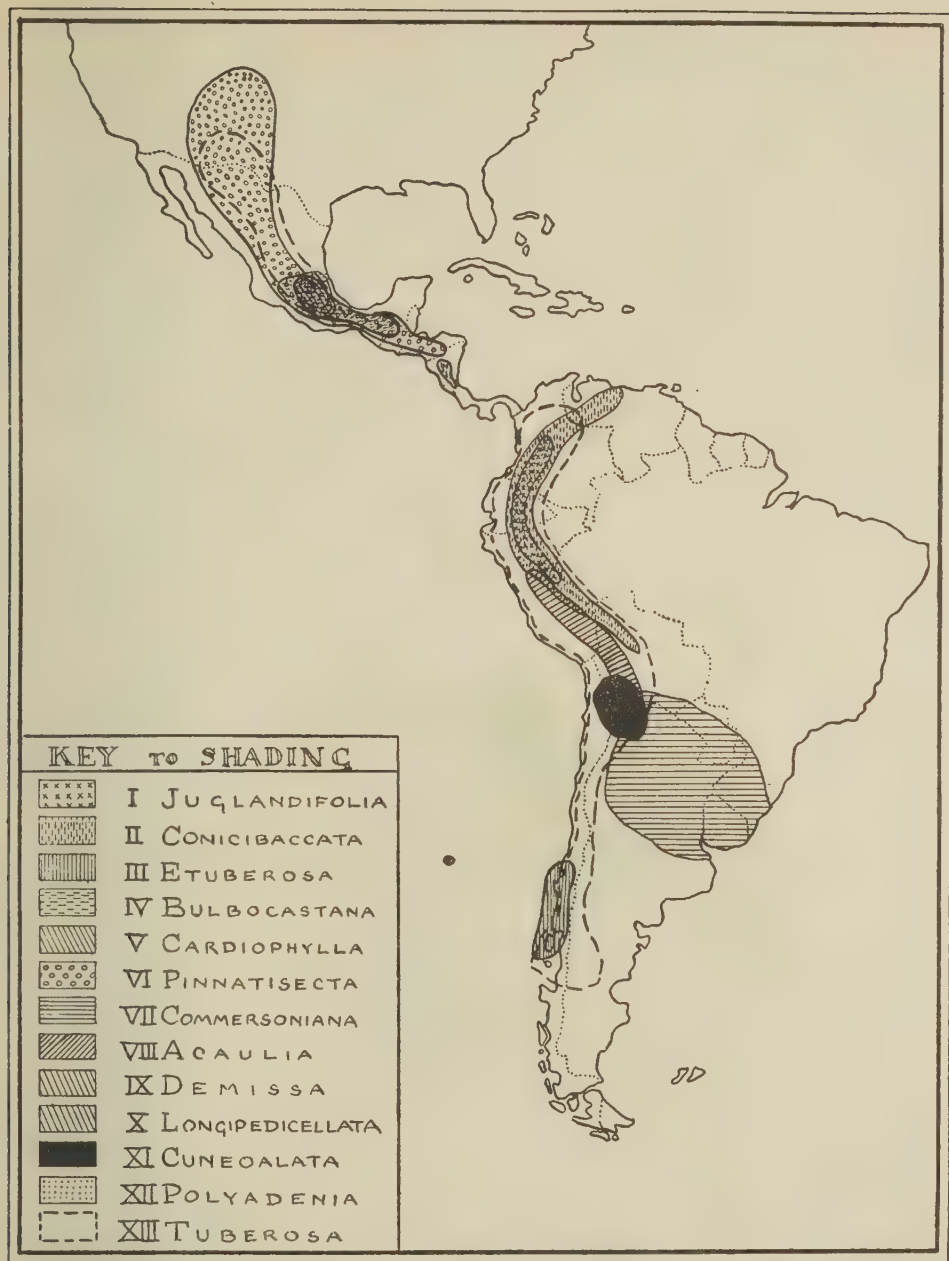 KEY TO SHADING
I JUGLANDIFOLIA
II CONICIBACCATA
III ETUBEROSA
IV BULBOCASTANA
V CARDIOPHYLLA
VI PINNATISECTA
VII COMMERSONIANA
VIII ACAULIA
IX DEMISSA
X LONGIPEDICELLATA
XI CUNEOALATA
XII POLYADENIA
XIII TUBEROSA